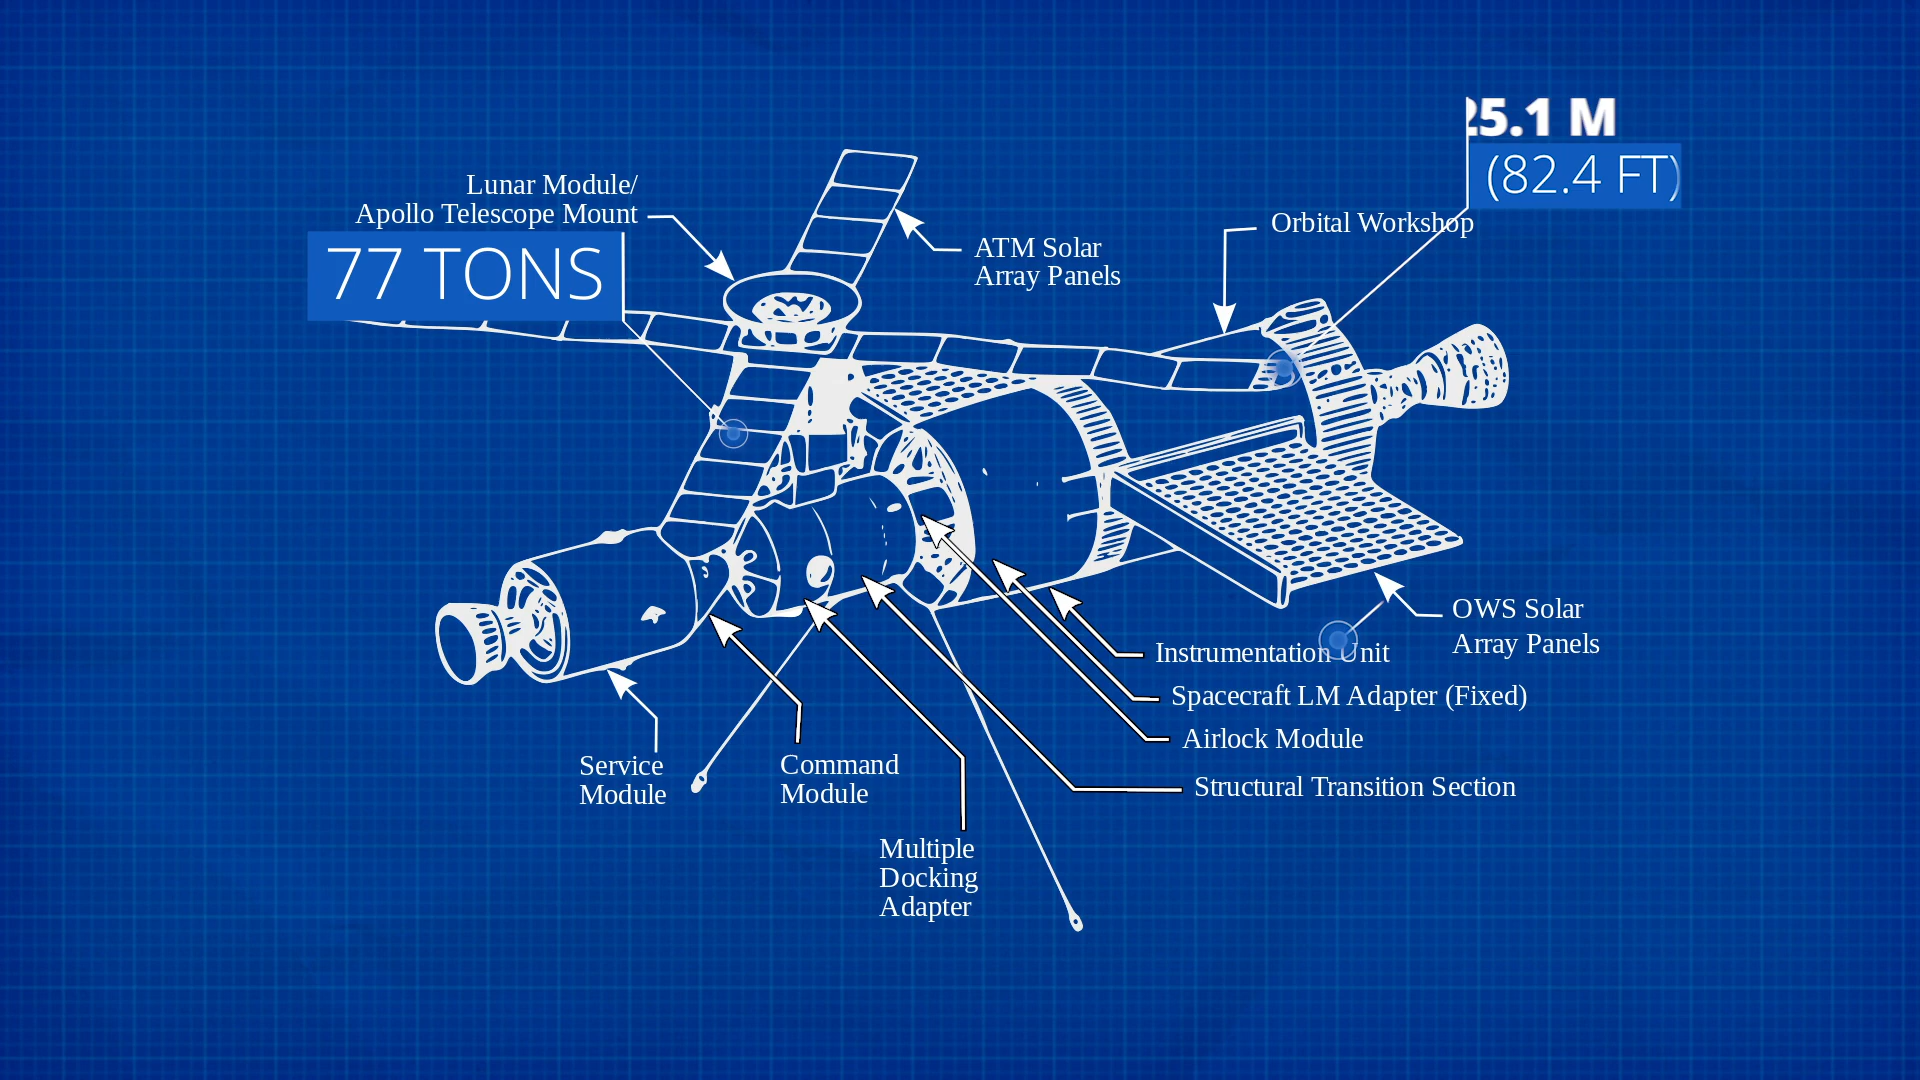 25.1 M
(82.4 FT)
Lunar Module/
Apollo Telescope Mount
77 TONS
ATM Solar
Array Panels
Orbital Workshop
OWS Solar
Array Panels
Instrumentation Unit
Spacecraft LM Adapter (Fixed)
Airlock Module
Structural Transition Section
Service
Module
Command
Module
Multiple
Docking
Adapter